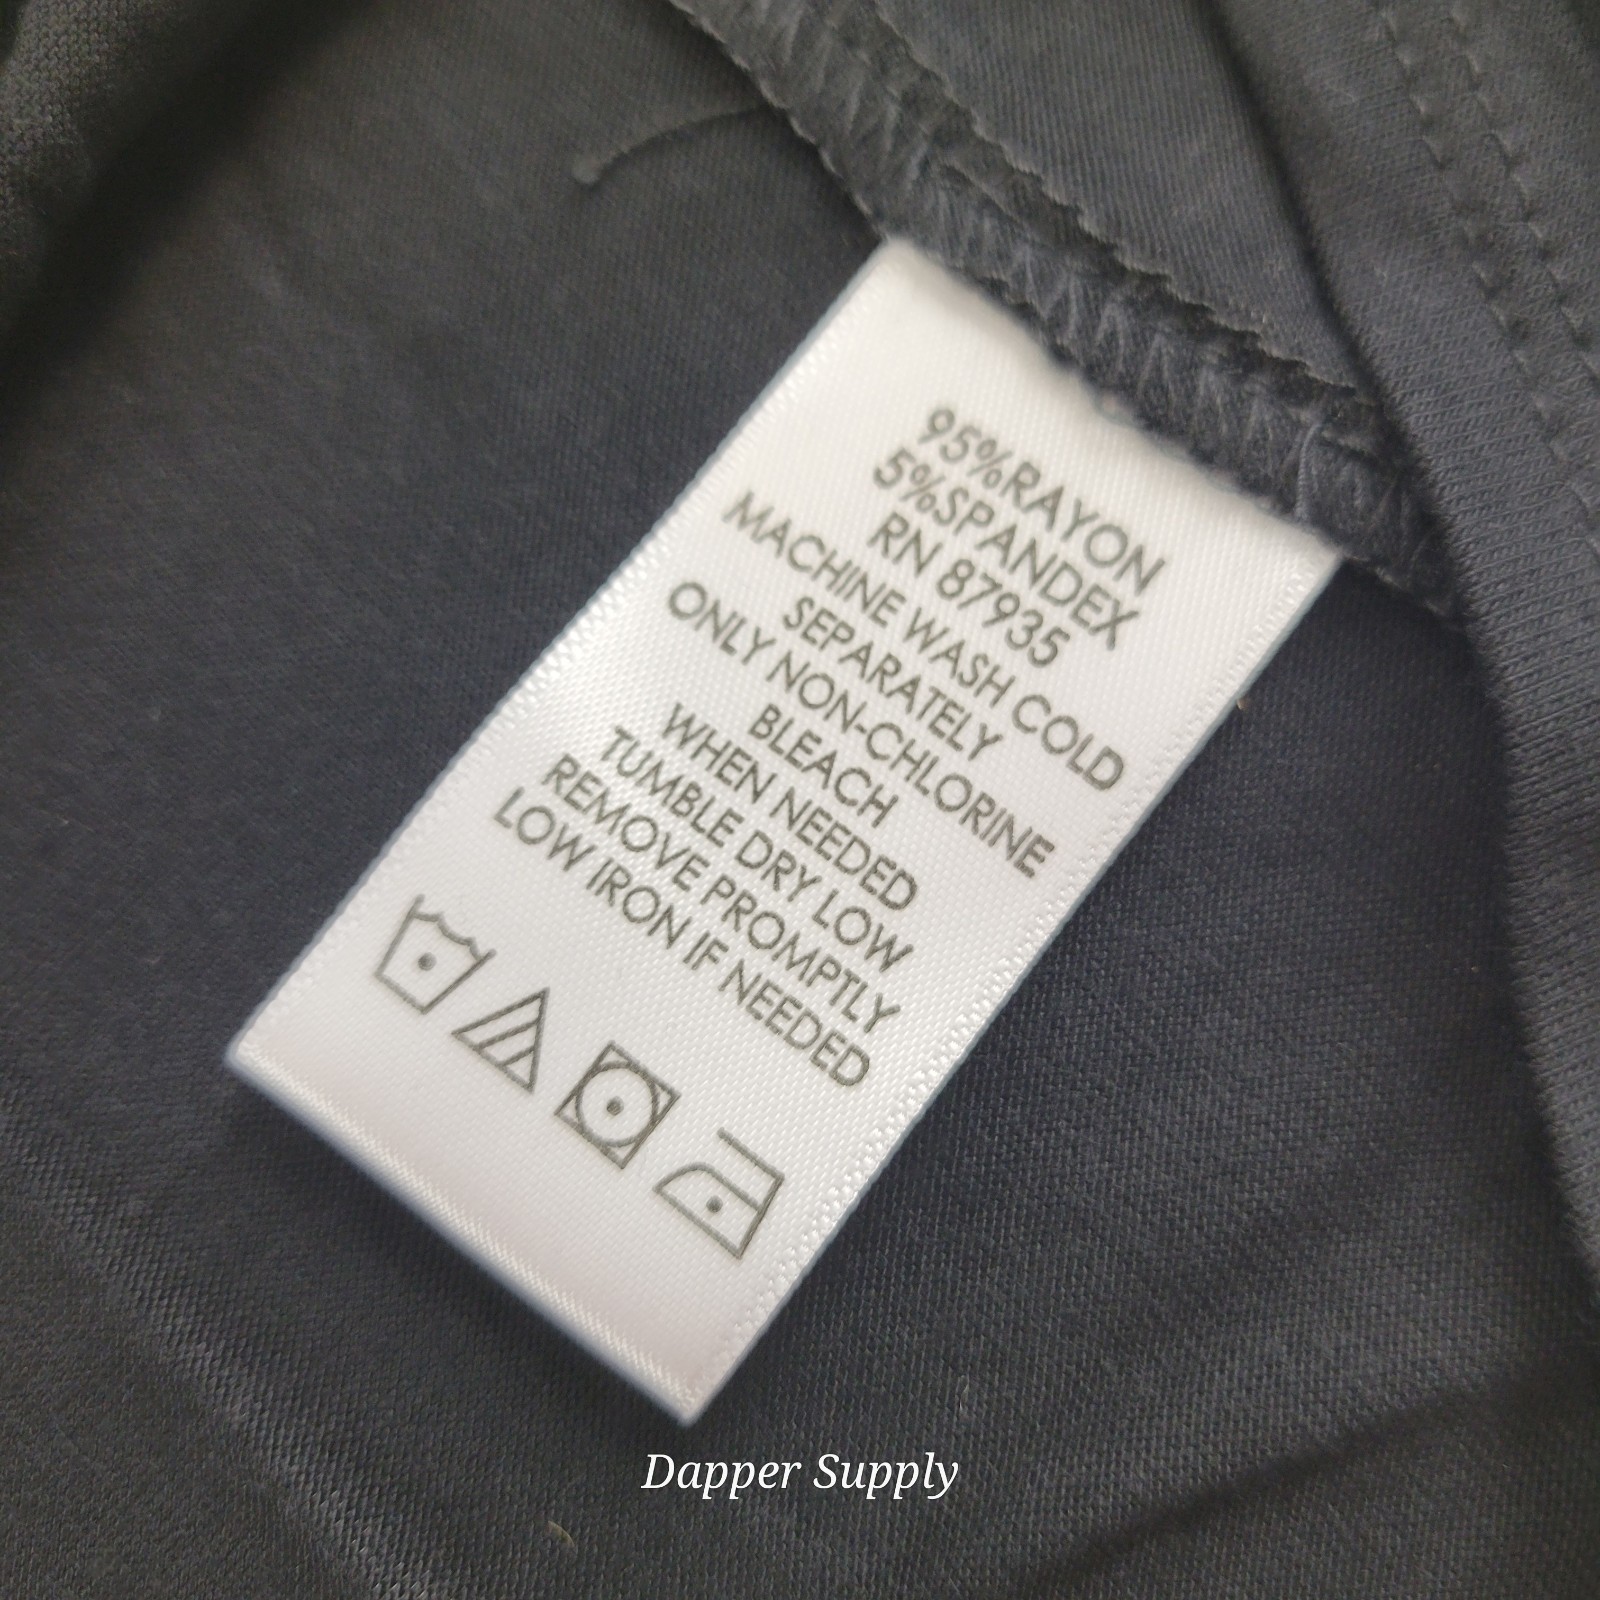 95%RAYON
5%SPANDEX
RN 87935
MACHINE WASH COLD
SEPARATELY
ONLY NON-CHLORINE
BLEACH
WHEN NEEDED
TUMBLE DRY LOW
REMOVE PROMPTLY
LOW IRON IF NEEDED
Dapper Supply